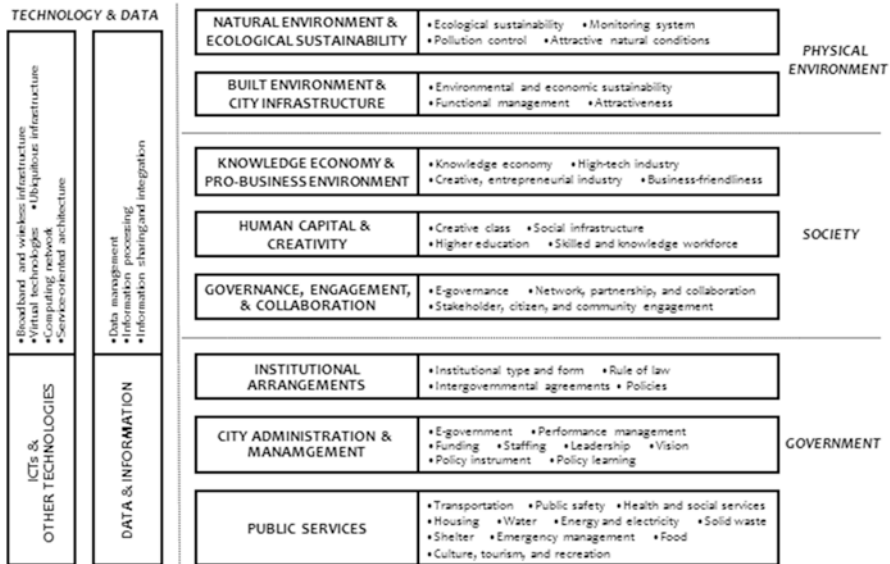 TECHNOLOGY & DATA
•Broadband and wireless infrastructure
•Virtual technologies •Ubiquitous infrastructure
•Computing network
•Service-oriented architecture
ICTs &
OTHER TECHNOLOGIES
•Data management
•Information processing
•Information sharing and integration
DATA & INFORMATION
NATURAL ENVIRONMENT &
ECOLOGICAL SUSTAINABILITY
•Ecological sustainability •Monitoring system
•Pollution control •Attractive natural conditions
BUILT ENVIRONMENT &
CITY INFRASTRUCTURE
•Environmental and economic sustainability
•Functional management •Attractiveness
PHYSICAL
ENVIRONMENT
KNOWLEDGE ECONOMY &
PRO-BUSINESS ENVIRONMENT
•Knowledge economy •High-tech industry
•Creative, entrepreneurial industry •Business-friendliness
HUMAN CAPITAL &
CREATIVITY
•Creative class •Social infrastructure
•Higher education •Skilled and knowledge workforce
GOVERNANCE, ENGAGEMENT,
& COLLABORATION
•E-governance •Network, partnership, and collaboration
•Stakeholder, citizen, and community engagement
SOCIETY
INSTITUTIONAL
ARRANGEMENTS
•Institutional type and form •Rule of law
•Intergovernmental agreements •Policies
CITY ADMINISTRATION &
MANAMGEMENT
•E-government •Performance management
•Funding •Staffing •Leadership •Vision
•Policy instrument •Policy learning
PUBLIC SERVICES
•Transportation •Public safety •Health and social services
•Housing •Water •Energy and electricity •Solid waste
•Shelter •Emergency management •Food
•Culture, tourism, and recreation
GOVERNMENT